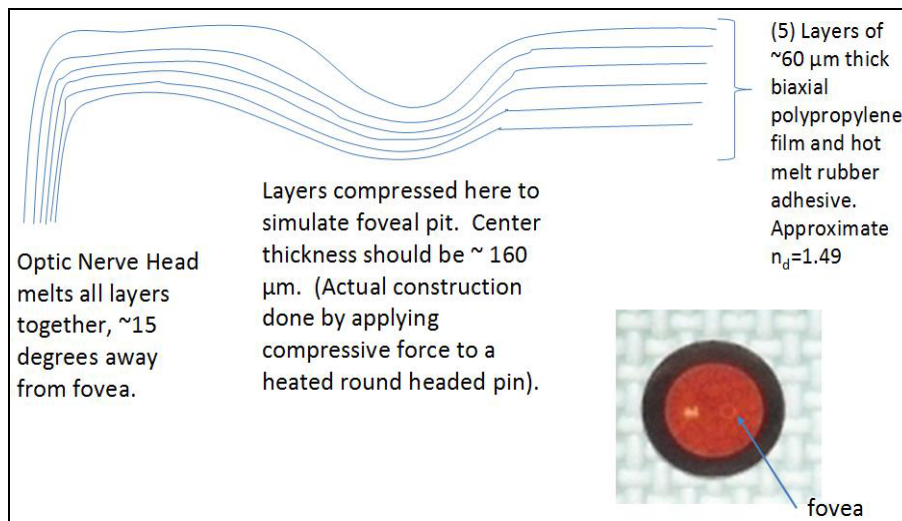 (5) Layers of
~60 µm thick
biaxial
polypropylene
film and hot
melt rubber
adhesive.
Approximate
nd=1.49
Layers compressed here to
simulate foveal pit. Center
thickness should be ~ 160
µm. (Actual construction
done by applying
compressive force to a
heated round headed pin).
Optic Nerve Head
melts all layers
together, ~15
degrees away
from fovea.
fovea